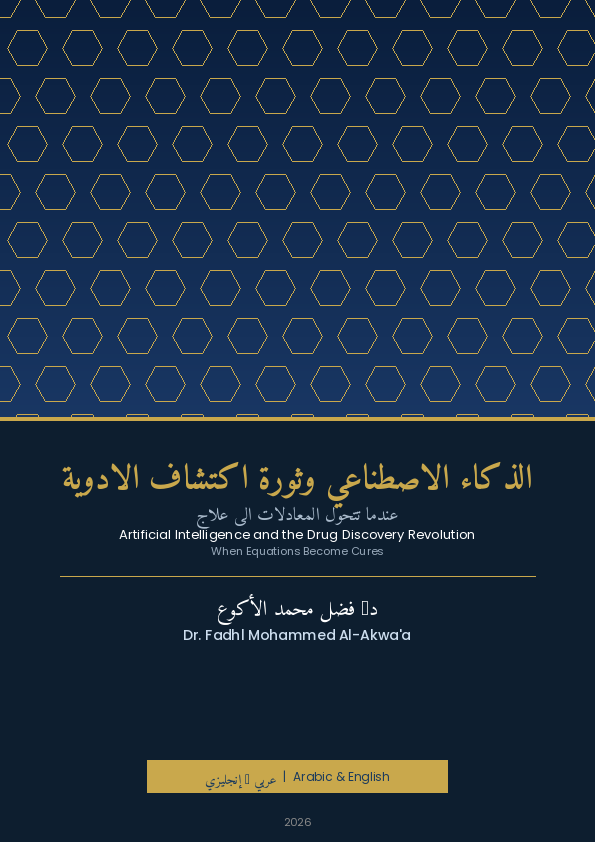 الذكاء الاصطناعي وثورة اكتشاف الادوية
عندما تتحول المعادلات الى علاج
Artificial Intelligence and the Drug Discovery Revolution
When Equations Become Cures
د▯ فضل محمد الأكوع
Dr. Fadhl Mohammed Al-Akwa'a
عربي ▯ إنجليزي | Arabic & English
2026